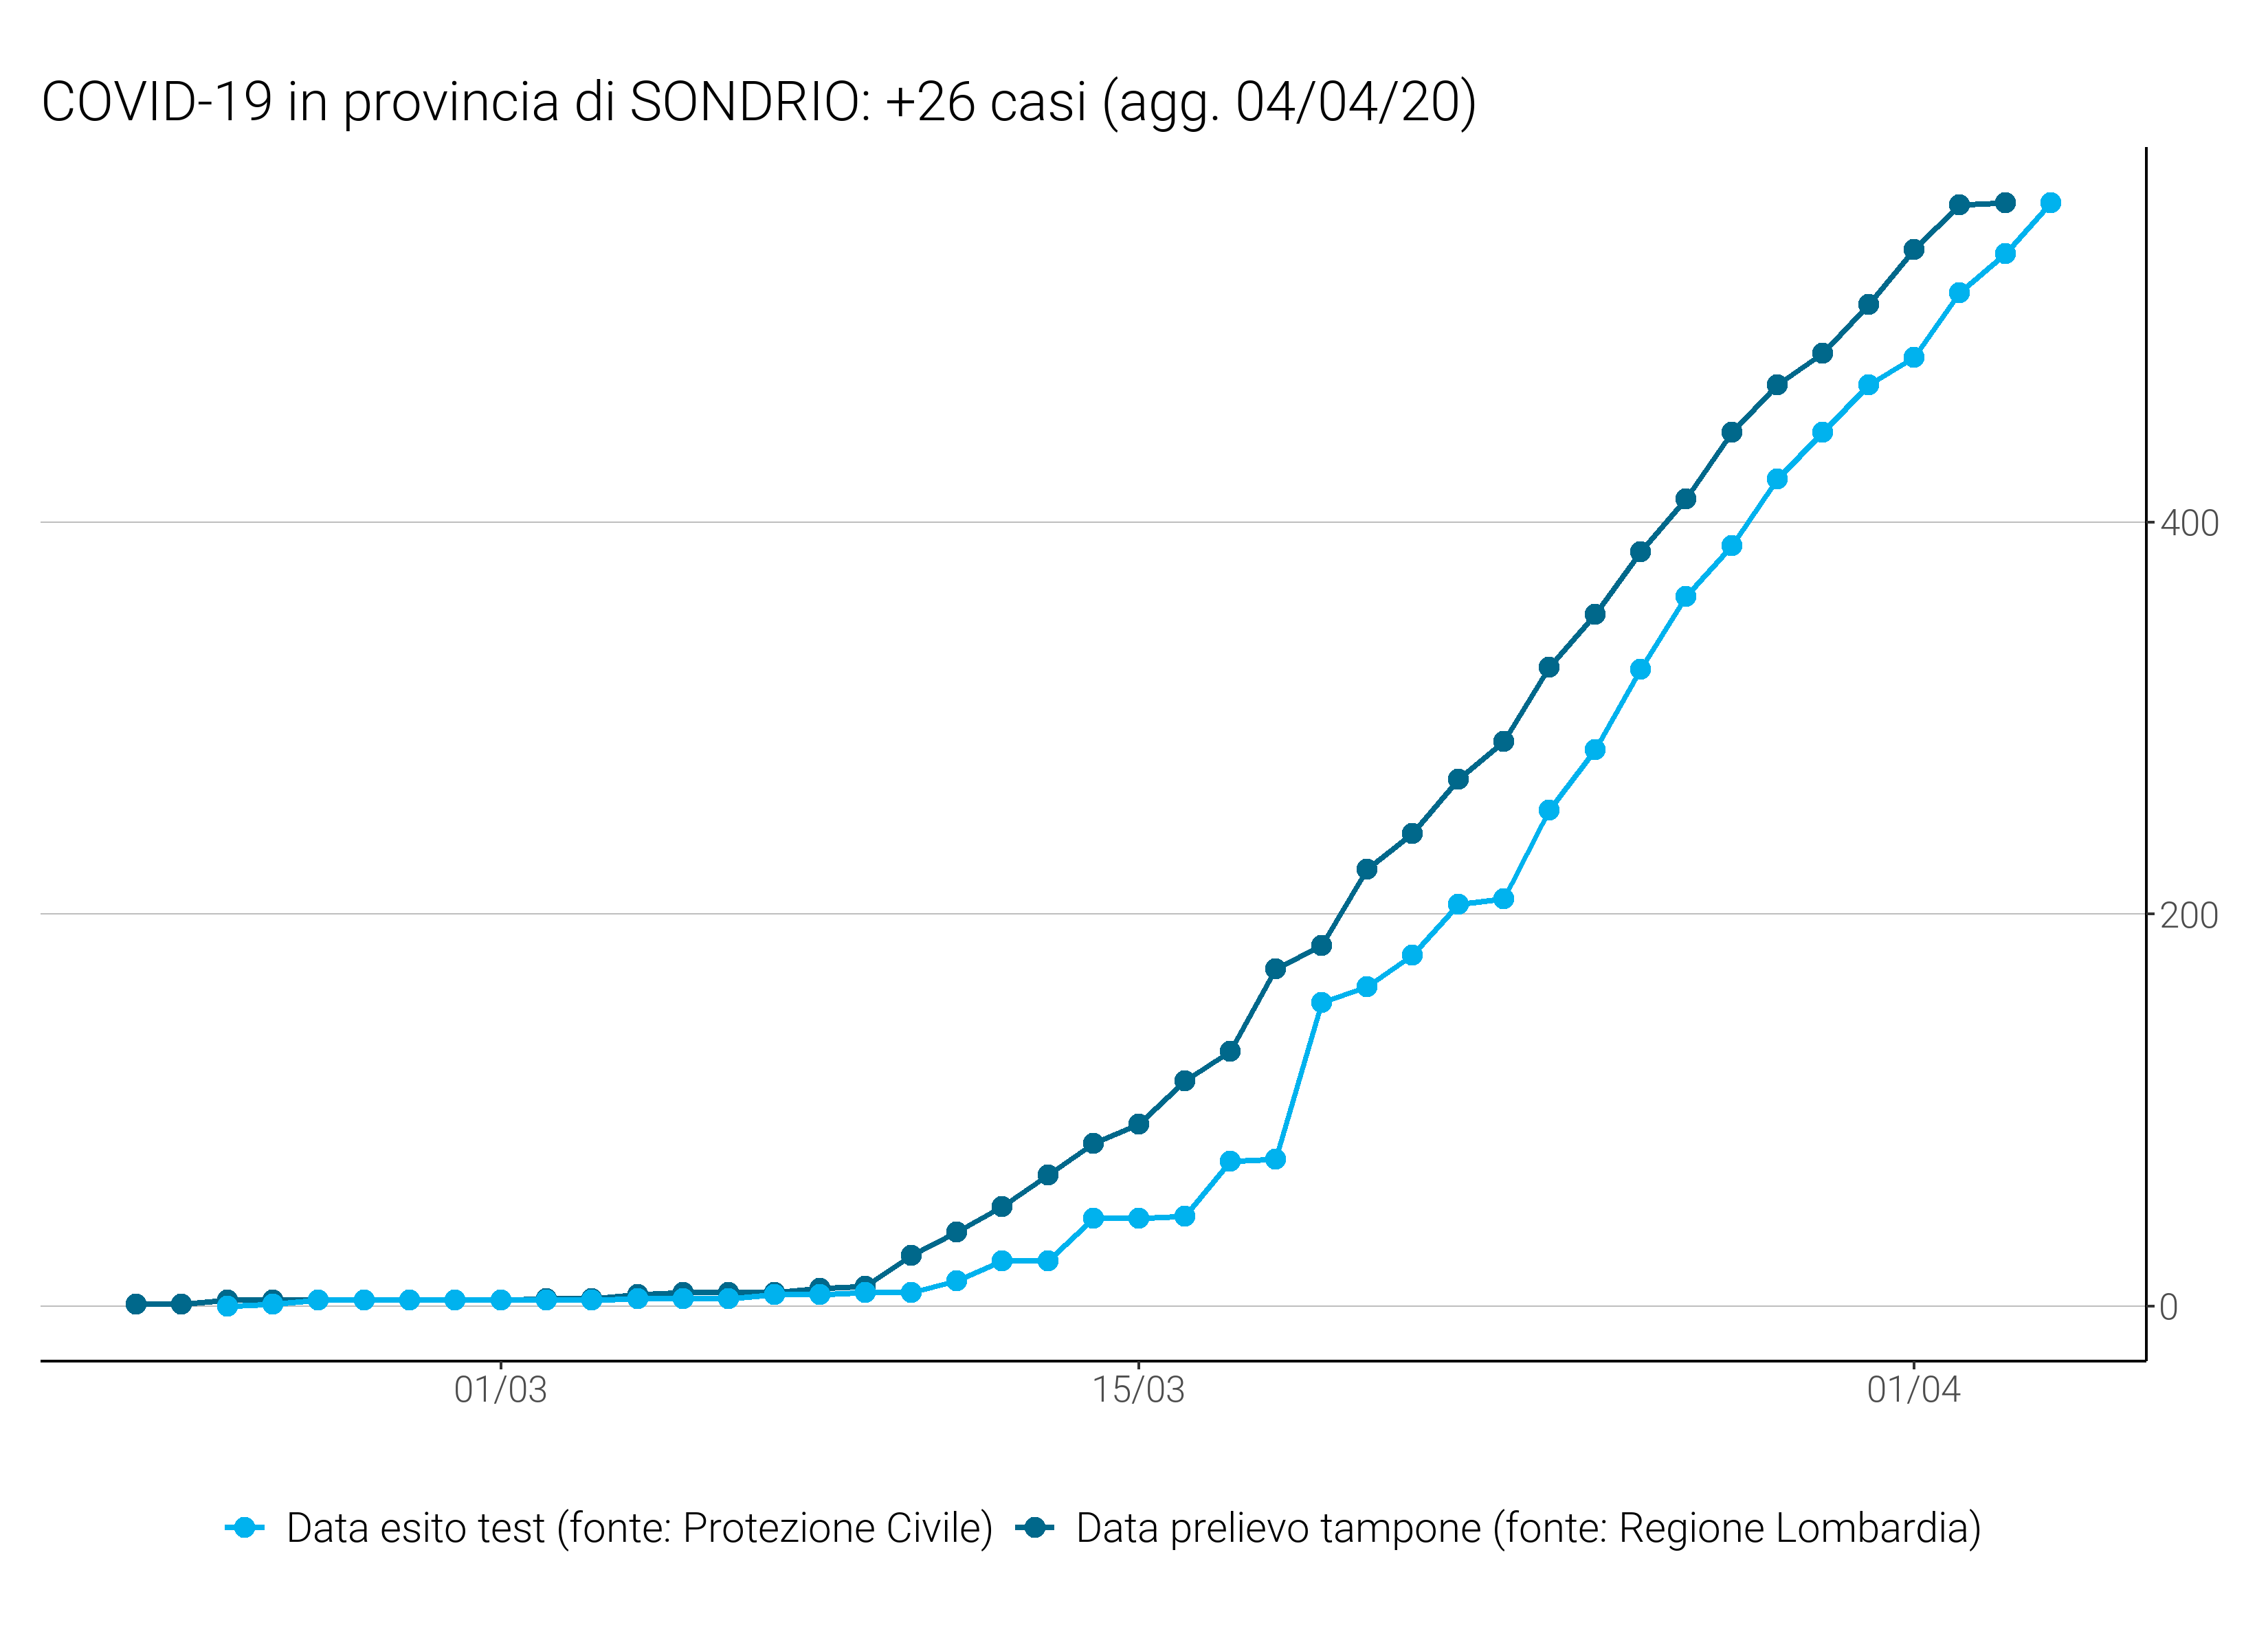 COVID-19 in provincia di SONDRIO: +26 casi (agg. 04/04/20)
400
200
0
01/03 15/03 01/04
Data esito test (fonte: Protezione Civile) Data prelievo tampone (fonte: Regione Lombardia)